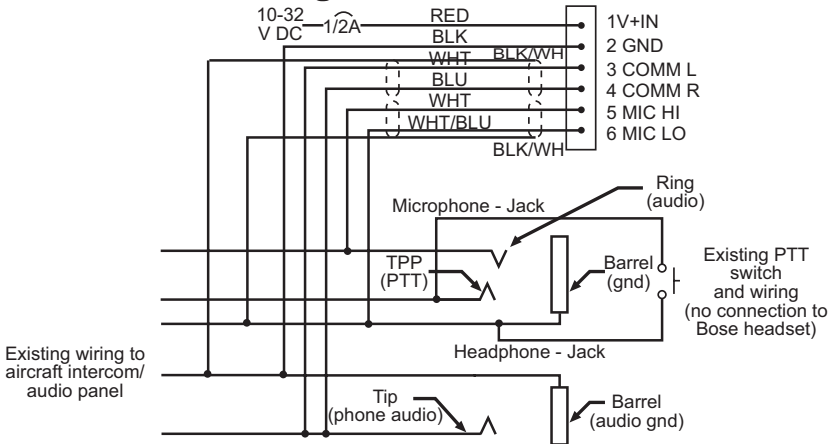 10-32
V DC
1/2A
RED
BLK
BLK/WH
WHT
BLU
WHT
WHT/BLU
BLK/WH
1V+IN
2 GND
3 COMM L
4 COMM R
5 MIC HI
6 MIC LO
Microphone - Jack
Ring
(audio)
TPP
(PTT)
Barrel
(gnd)
Existing PTT
switch
and wiring
(no connection to
Bose headset)
Headphone - Jack
Existing wiring to
aircraft intercom/
audio panel
Tip
(phone audio)
Barrel
(audio gnd)